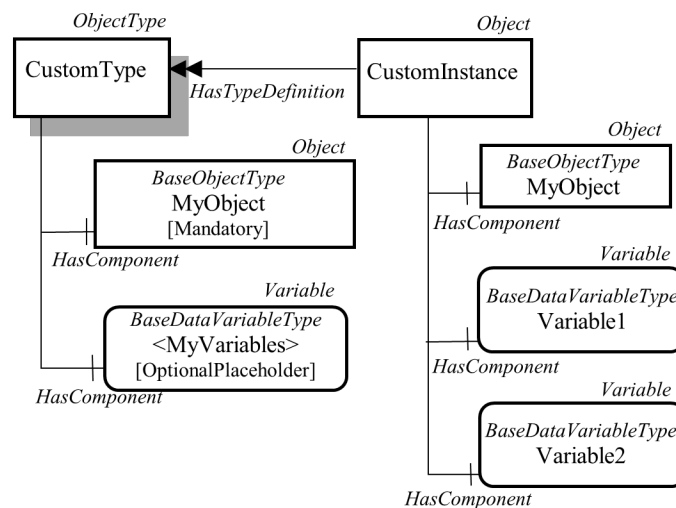 ObjectType
CustomType
HasTypeDefinition
Object
CustomInstance
Object
BaseObjectType
MyObject
[Mandatory]
HasComponent
Variable
BaseDataVariableType
<MyVariables>
[OptionalPlaceholder]
HasComponent
Object
BaseObjectType
MyObject
HasComponent
Variable
BaseDataVariableType
Variable1
HasComponent
Variable
BaseDataVariableType
Variable2
HasComponent